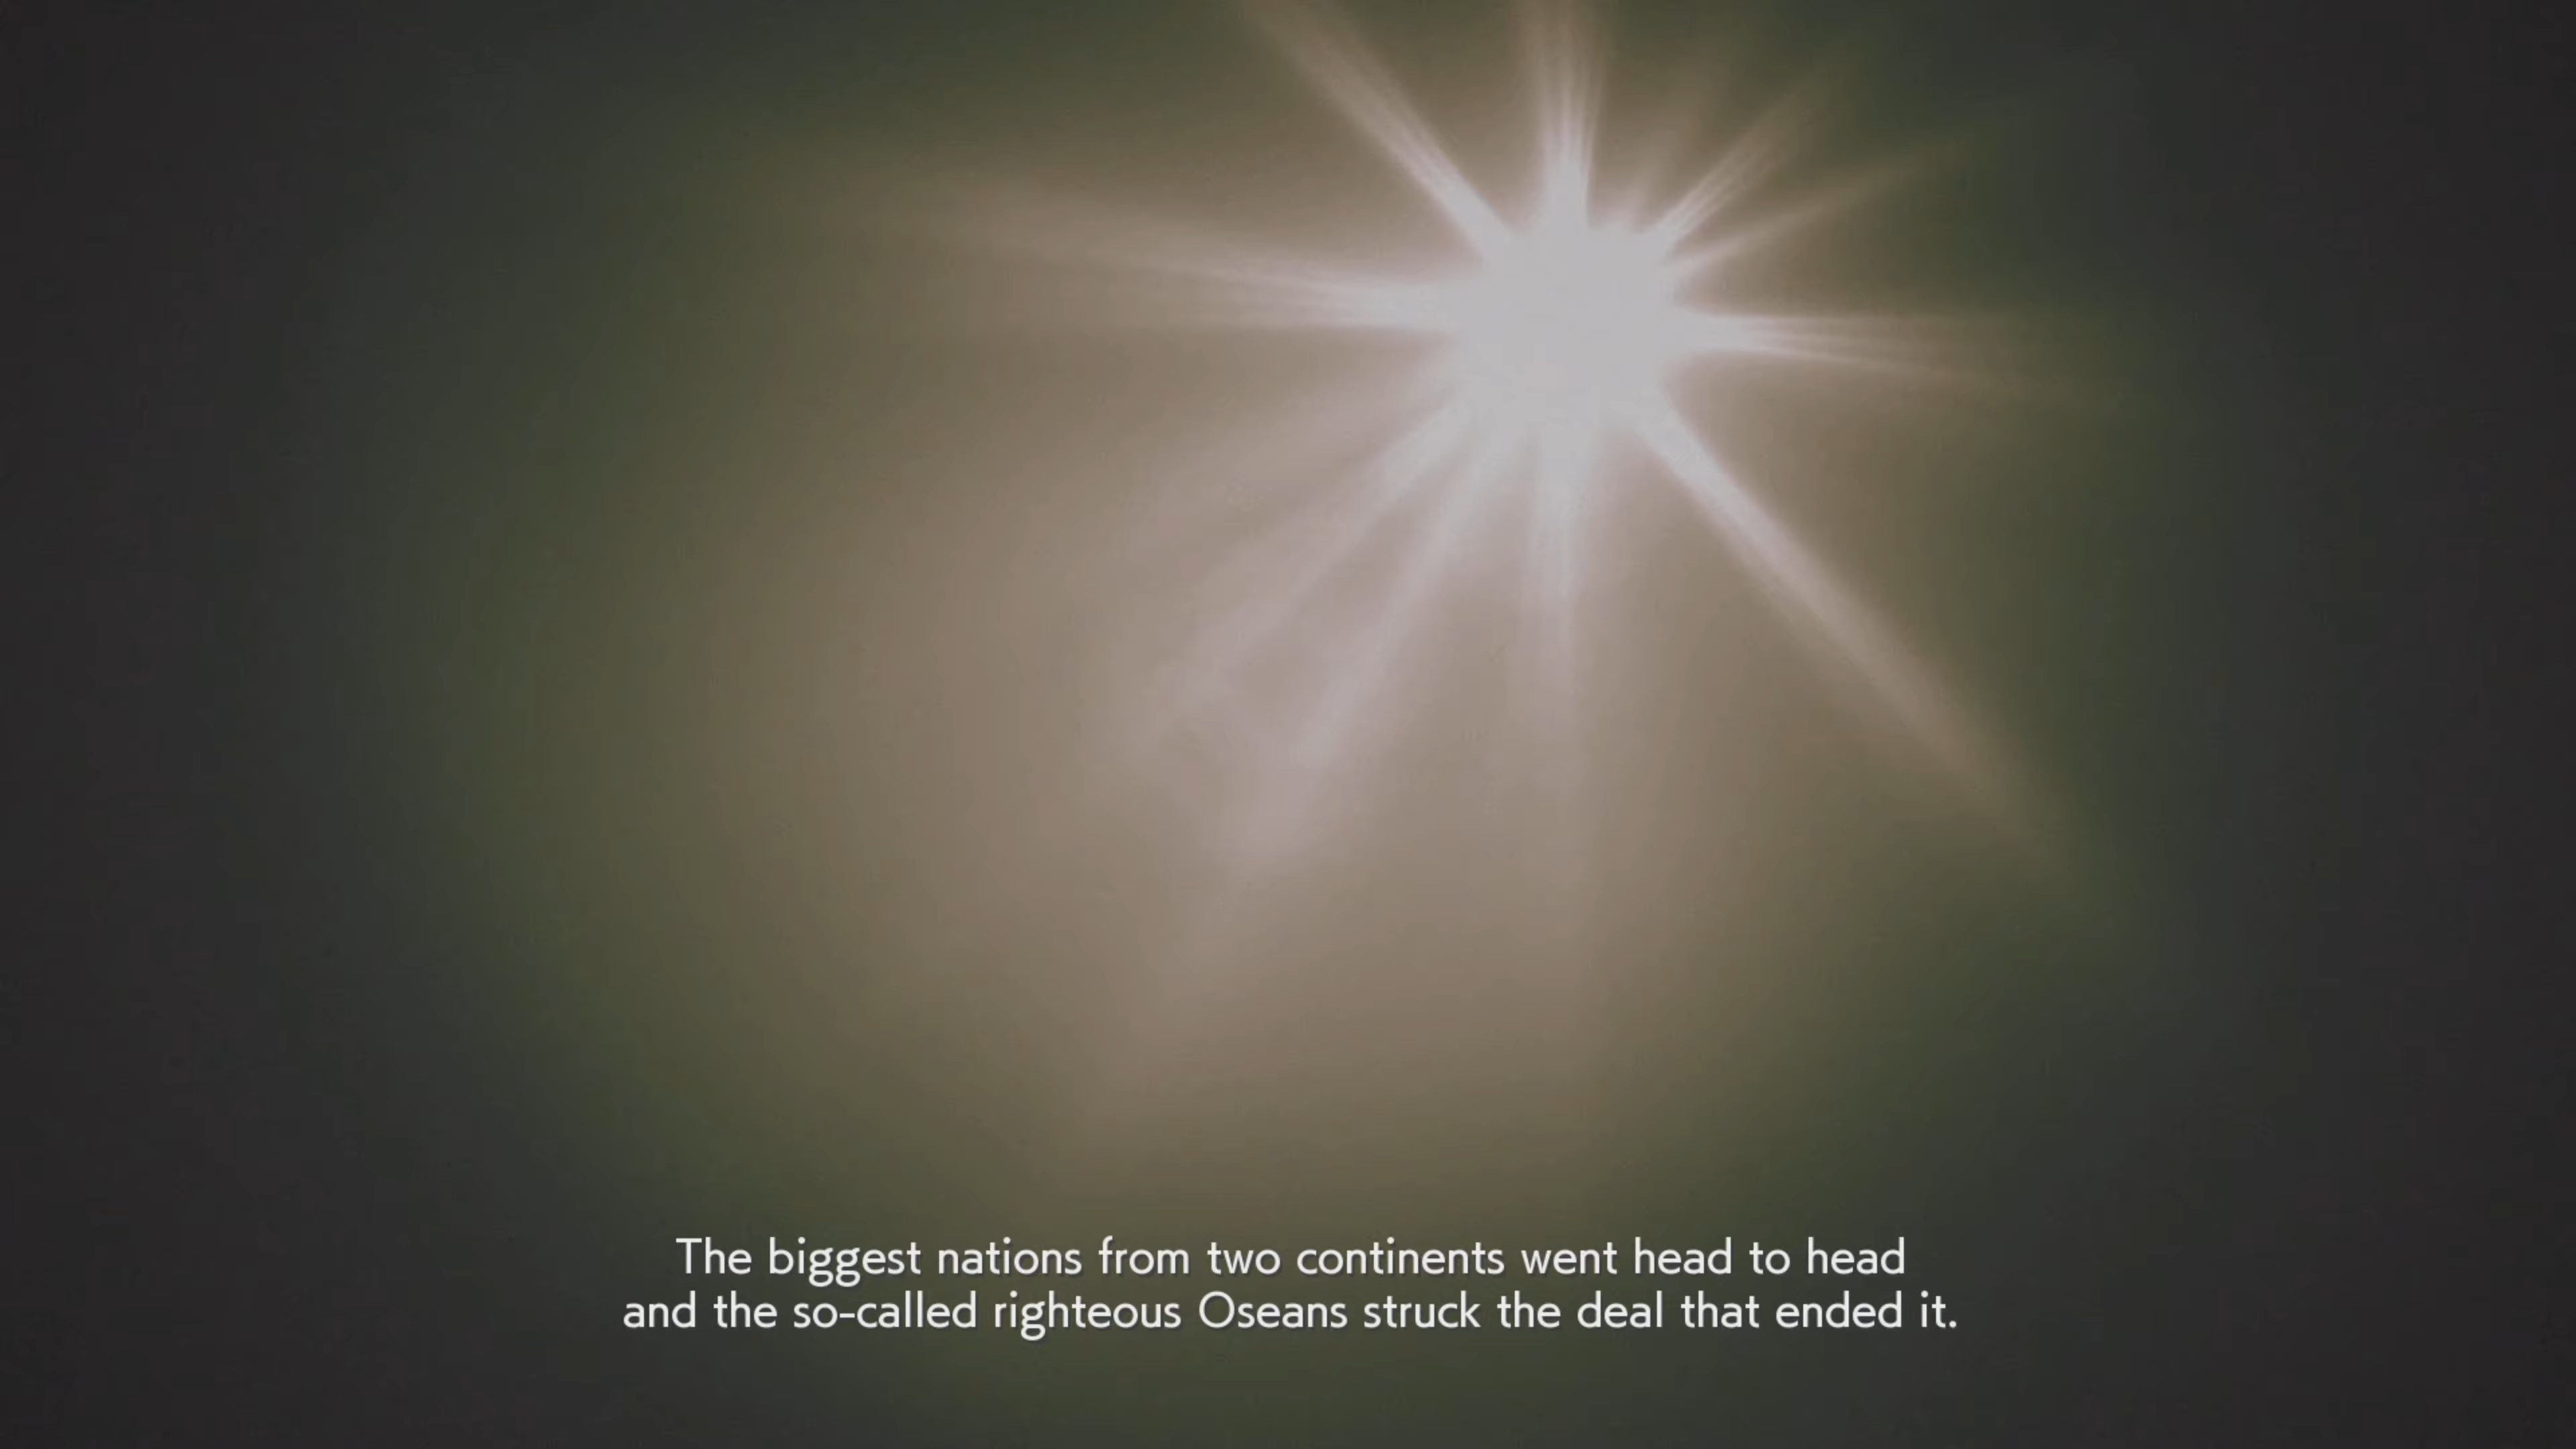 The biggest nations from two continents went head to head
and the so-called righteous Oseans struck the deal that ended it.